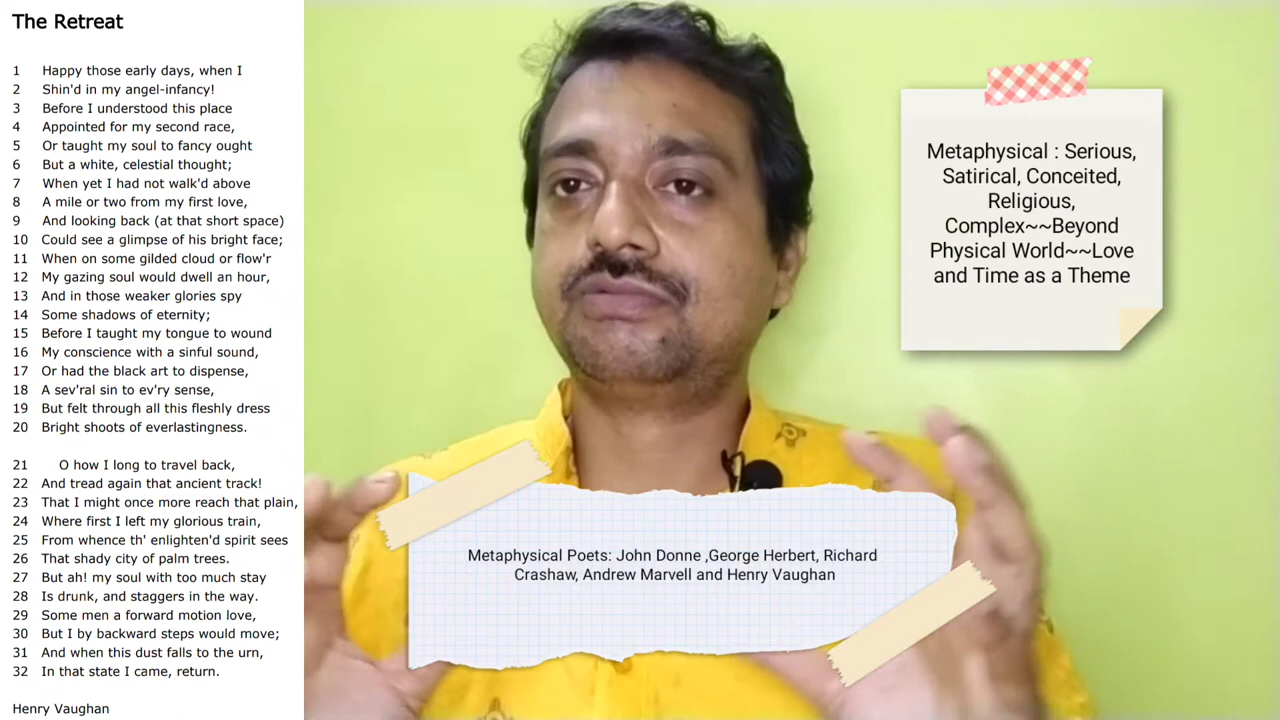 The Retreat
1 Happy those early days, when I
2 Shin'd in my angel-infancy!
3 Before I understood this place
4 Appointed for my second race,
5 Or taught my soul to fancy ought
6 But a white, celestial thought;
7 When yet I had not walk'd above
8 A mile or two from my first love,
9 And looking back (at that short space)
10 Could see a glimpse of his bright face;
11 When on some gilded cloud or flow'r
12 My gazing soul would dwell an hour,
13 And in those weaker glories spy
14 Some shadows of eternity;
15 Before I taught my tongue to wound
16 My conscience with a sinful sound,
17 Or had the black art to dispense,
18 A sev'ral sin to ev'ry sense,
19 But felt through all this fleshly dress
20 Bright shoots of everlastingness.
21 O how I long to travel back,
22 And tread again that ancient track!
23 That I might once more reach that plain,
24 Where first I left my glorious train,
25 From whence th' enlighten'd spirit sees
26 That shady city of palm trees.
27 But ah! my soul with too much stay
28 Is drunk, and staggers in the way.
29 Some men a forward motion love,
30 But I by backward steps would move;
31 And when this dust falls to the urn,
32 In that state I came, return.
Henry Vaughan
Metaphysical : Serious,
Satirical, Conceited,
Religious,
Complex~~Beyond
Physical World~~Love
and Time as a Theme
Metaphysical Poets: John Donne ,George Herbert, Richard
Crashaw, Andrew Marvell and Henry Vaughan